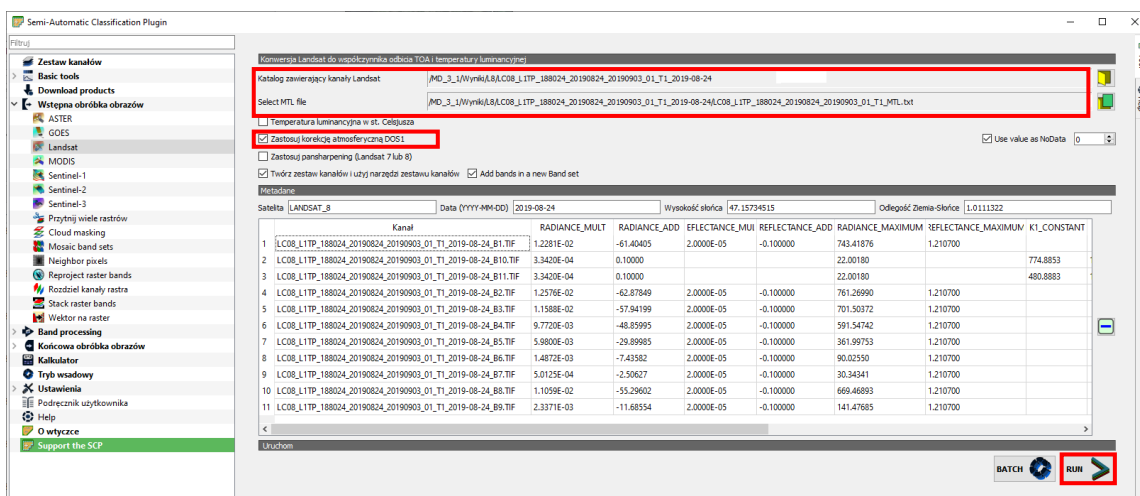 Semi-Automatic Classification Plugin
Filtruj
Zestaw kanałów
Basic tools
Download products
Wstępna obróbka obrazów
ASTER
GOES
Landsat
MODIS
Sentinel-1
Sentinel-2
Sentinel-3
Przytnij wiele rastrów
Cloud masking
Mosaic band sets
Neighbor pixels
Reproject raster bands
Rozdziel kanały rastra
Stack raster bands
Wektor na raster
Band processing
Końcowa obróbka obrazów
Kalkulator
Tryb wsadowy
Ustawienia
Podręcznik użytkownika
Help
O wtyczce
Support the SCP
Konwersja Landsat do współczynnika odbicia TOA i temperatury luminancyjnej
Katalog zawierający kanały Landsat /MD_3_1/Wyniki/L8/LC08_L1TP_188024_20190824_20190903_01_T1_2019-08-24
Select MTL file /MD_3_1/Wyniki/L8/LC08_L1TP_188024_20190824_20190903_01_T1_2019-08-24/LC08_L1TP_188024_20190824_20190903_01_T1_MTL.txt
Temperatura luminancyjna w st. Celsjusza
Zastosuj korekcję atmosferyczną DOS1 Use value as NoData 0
Zastosuj pansharpening (Landsat 7 lub 8)
Twórz zestaw kanałów i użyj narzędzi zestawu kanałów Add bands in a new Band set
Metadane
Satelita LANDSAT_8 Data (YYYY-MM-DD) 2019-08-24 Wysokość słońca 47.15734515 Odległość Ziemia-Słońce 1.0111322
Kanał RADIANCE_MULT RADIANCE_ADD EFLECTANCE_MUL REFLECTANCE_ADD RADIANCE_MAXIMUM REFLECTANCE_MAXIMUM K1_CONSTANT
1 LC08_L1TP_188024_20190824_20190903_01_T1_2019-08-24_B1.TIF 1.2281E-02 -61.40405 2.0000E-05 -0.100000 743.41876 1.210700
2 LC08_L1TP_188024_20190824_20190903_01_T1_2019-08-24_B10.TIF 3.3420E-04 0.10000 22.00180 774.8853
3 LC08_L1TP_188024_20190824_20190903_01_T1_2019-08-24_B11.TIF 3.3420E-04 0.10000 22.00180 480.8883
4 LC08_L1TP_188024_20190824_20190903_01_T1_2019-08-24_B2.TIF 1.2576E-02 -62.87849 2.0000E-05 -0.100000 761.26990 1.210700
5 LC08_L1TP_188024_20190824_20190903_01_T1_2019-08-24_B3.TIF 1.1588E-02 -57.94199 2.0000E-05 -0.100000 701.50372 1.210700
6 LC08_L1TP_188024_20190824_20190903_01_T1_2019-08-24_B4.TIF 9.7720E-03 -48.85995 2.0000E-05 -0.100000 591.54742 1.210700
7 LC08_L1TP_188024_20190824_20190903_01_T1_2019-08-24_B5.TIF 5.9800E-03 -29.89985 2.0000E-05 -0.100000 361.99753 1.210700
8 LC08_L1TP_188024_20190824_20190903_01_T1_2019-08-24_B6.TIF 1.4872E-03 -7.43582 2.0000E-05 -0.100000 90.02550 1.210700
9 LC08_L1TP_188024_20190824_20190903_01_T1_2019-08-24_B7.TIF 5.0125E-04 -2.50627 2.0000E-05 -0.100000 30.34341 1.210700
10 LC08_L1TP_188024_20190824_20190903_01_T1_2019-08-24_B8.TIF 1.1059E-02 -55.29602 2.0000E-05 -0.100000 669.46893 1.210700
11 LC08_L1TP_188024_20190824_20190903_01_T1_2019-08-24_B9.TIF 2.3371E-03 -11.68554 2.0000E-05 -0.100000 141.47685 1.210700
Uruchom
BATCH RUN